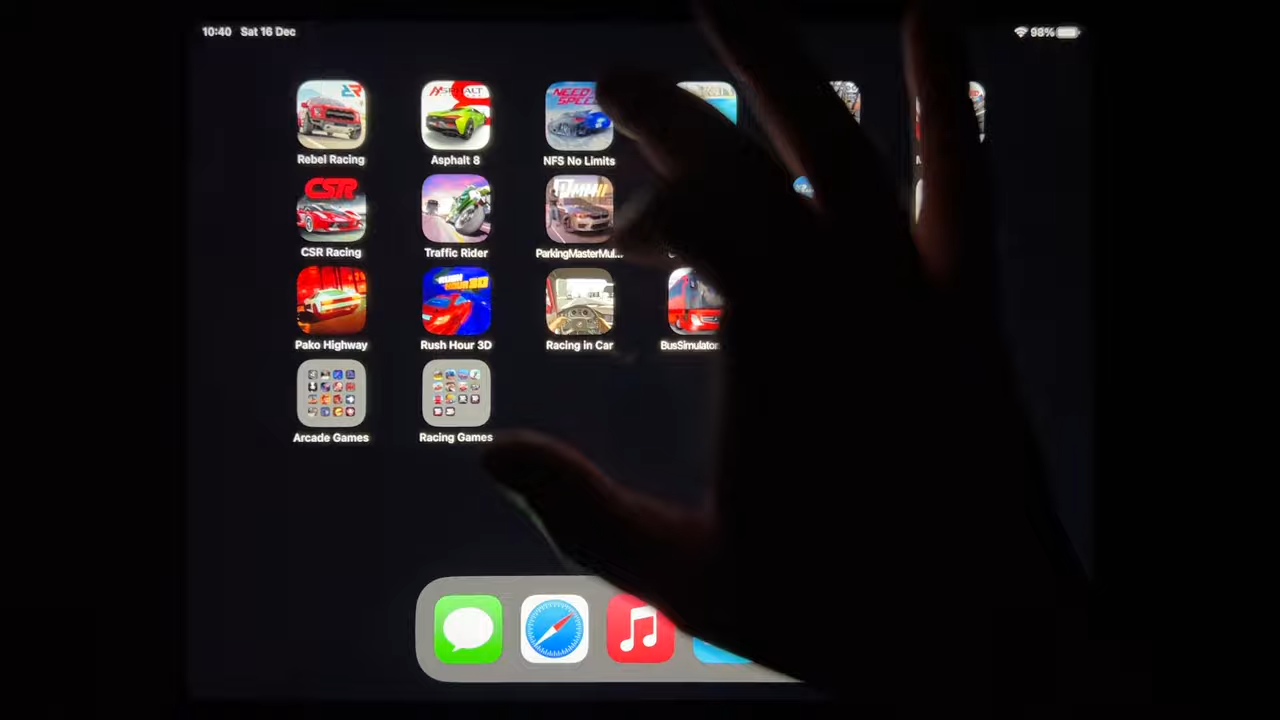 10:40 Sat 16 Dec 98%
Rebel Racing
Asphalt 8
NFS No Limits
CSR Racing
Traffic Rider
ParkingMasterMul...
Pako Highway
Rush Hour 3D
Racing in Car
BusSimulator
Arcade Games
Racing Games